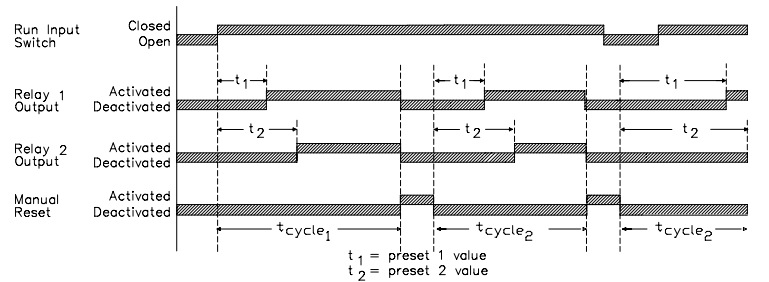 Run Input Switch
Closed
Open
t1
t1
t1
Relay 1 Output
Activated
Deactivated
t2
t2
t2
Relay 2 Output
Activated
Deactivated
Manual Reset
Activated
Deactivated
tcycle1
tcycle2
tcycle2
t1 = preset 1 value
t2 = preset 2 value